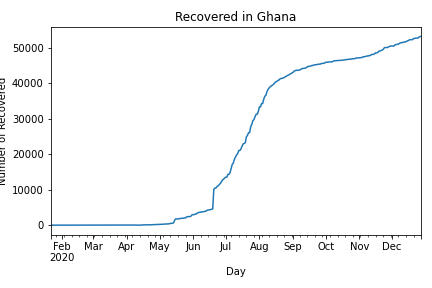 Recovered in Ghana
Number of Recovered
50000
40000
30000
20000
10000
0
Feb Mar Apr May Jun Jul Aug Sep Oct Nov Dec
2020
Day